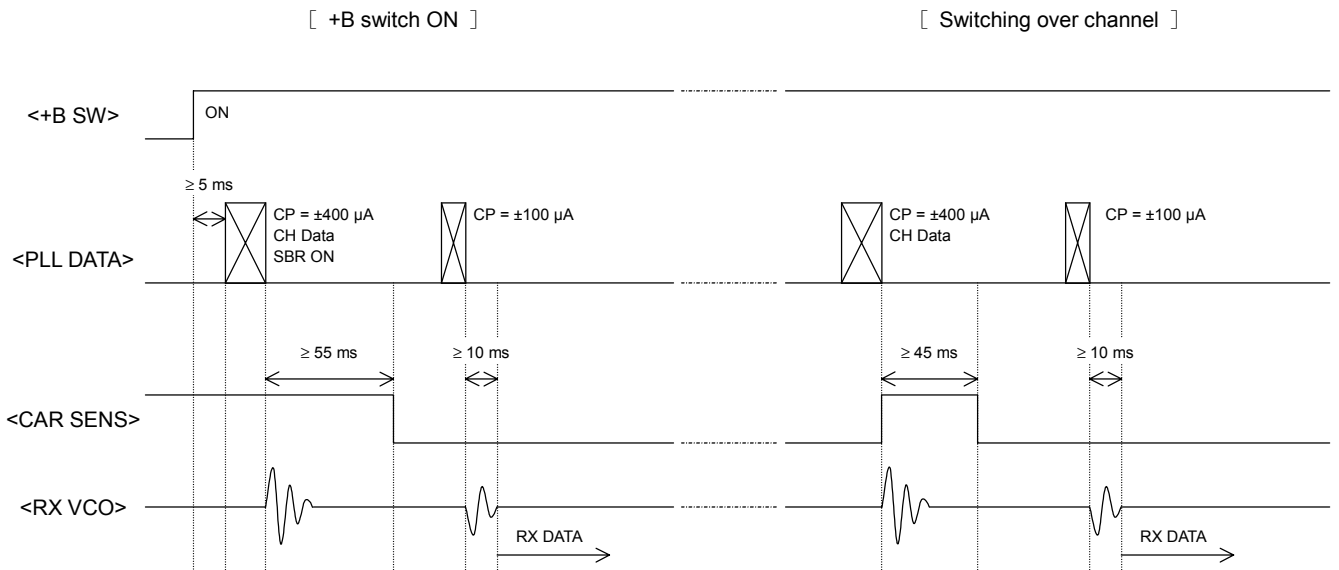 [ +B switch ON ]
[ Switching over channel ]
<+B SW>
ON
≥ 5 ms
<PLL DATA>
CP = ±400 µA
CH Data
SBR ON
CP = ±100 µA
CP = ±400 µA
CH Data
CP = ±100 µA
≥ 55 ms
≥ 10 ms
≥ 45 ms
≥ 10 ms
<CAR SENS>
<RX VCO>
RX DATA
RX DATA